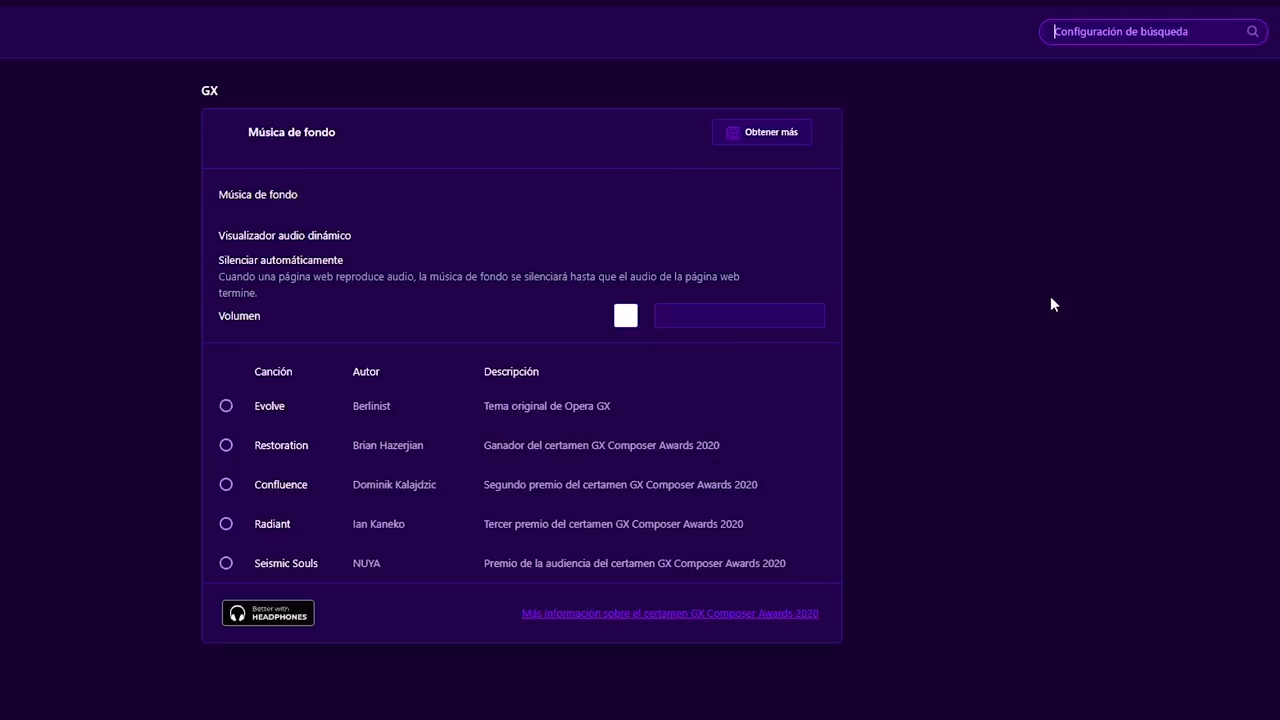 Configuración de búsqueda
GX
Música de fondo
Obtener más
Música de fondo
Visualizador audio dinámico
Silenciar automáticamente
Cuando una página web reproduce audio, la música de fondo se silenciará hasta que el audio de la página web
termine.
Volumen
Canción Autor Descripción
Evolve Berlinist Tema original de Opera GX
Restoration Brian Hazerjian Ganador del certamen GX Composer Awards 2020
Confluence Dominik Kalajdzic Segundo premio del certamen GX Composer Awards 2020
Radiant Ian Kaneko Tercer premio del certamen GX Composer Awards 2020
Seismic Souls NUYA Premio de la audiencia del certamen GX Composer Awards 2020
Better with
HEADPHONES
Más información sobre el certamen GX Composer Awards 2020